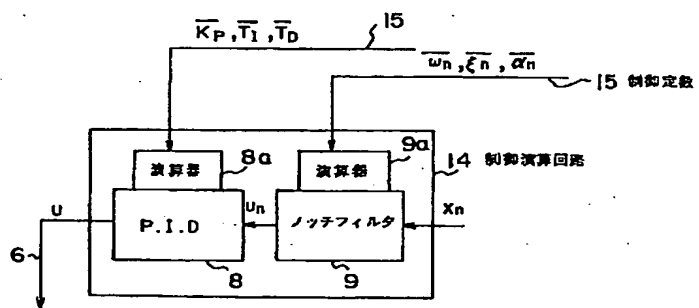 K̅P̅, T̅I̅, T̅D̅
15
ω̅n̅, ξ̅n̅, α̅n̅
15 制御定数
演算器
8a
演算器
9a
14 制御演算回路
U
P.I.D
Un
ノッチフィルタ
Xn
6
8
9